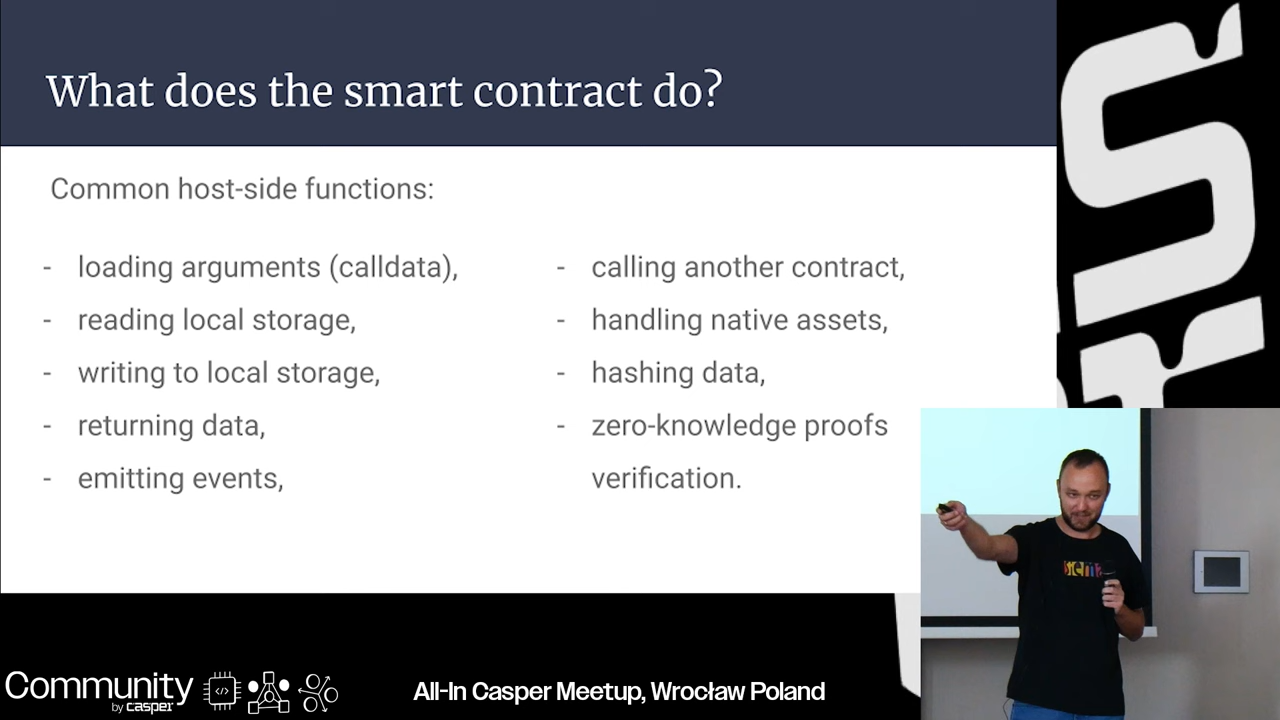 What does the smart contract do?
Common host-side functions:
- loading arguments (calldata),
- reading local storage,
- writing to local storage,
- returning data,
- emitting events,
- calling another contract,
- handling native assets,
- hashing data,
- zero-knowledge proofs
verification.
siema
Community
by casper
</>
All-In Casper Meetup, Wrocław Poland